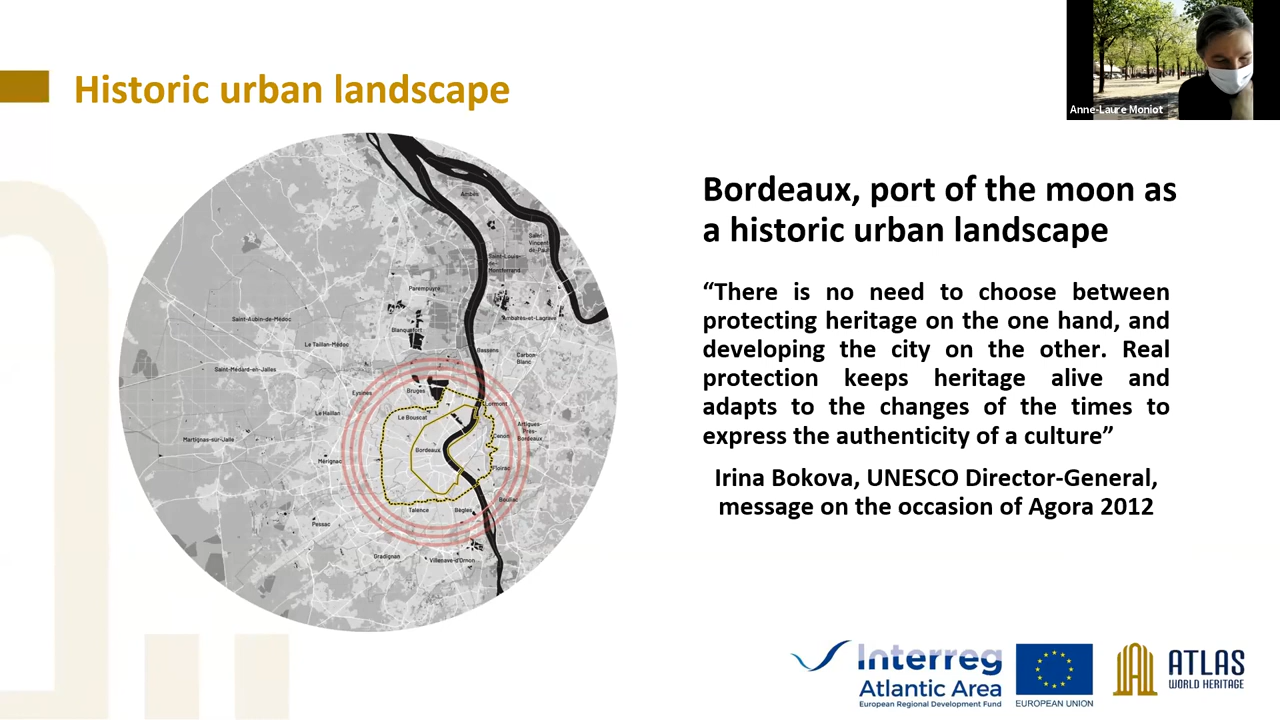 Anne-Laure Moniot
Historic urban landscape
Bordeaux, port of the moon as
a historic urban landscape
“There is no need to choose between
protecting heritage on the one hand, and
developing the city on the other. Real
protection keeps heritage alive and
adapts to the changes of the times to
express the authenticity of a culture”
Irina Bokova, UNESCO Director-General,
message on the occasion of Agora 2012
Ambès
Saint-
Vincent-
de-Paul
Saint-Louis-
de-
Montferrand
Parempuyre
Saint-Aubin-de-Médoc
Ambarès-et-Lagrave
Blanquefort
Le Taillan-Médoc
Bassens
Carbon-
Blanc
Saint-Médard-en-Jalles
Eysines
Bruges
Lormont
Le Haillan
Le Bouscat
Artigues-
Près-
Bordeaux
Cenon
Martignas-sur-Jalle
Bordeaux
Mérignac
Floirac
Bouliac
Talence
Bègles
Pessac
Gradignan
Villenave-d'Ornon
Interreg
Atlantic Area
European Regional Development Fund
EUROPEAN UNION
ATLAS
WORLD HERITAGE